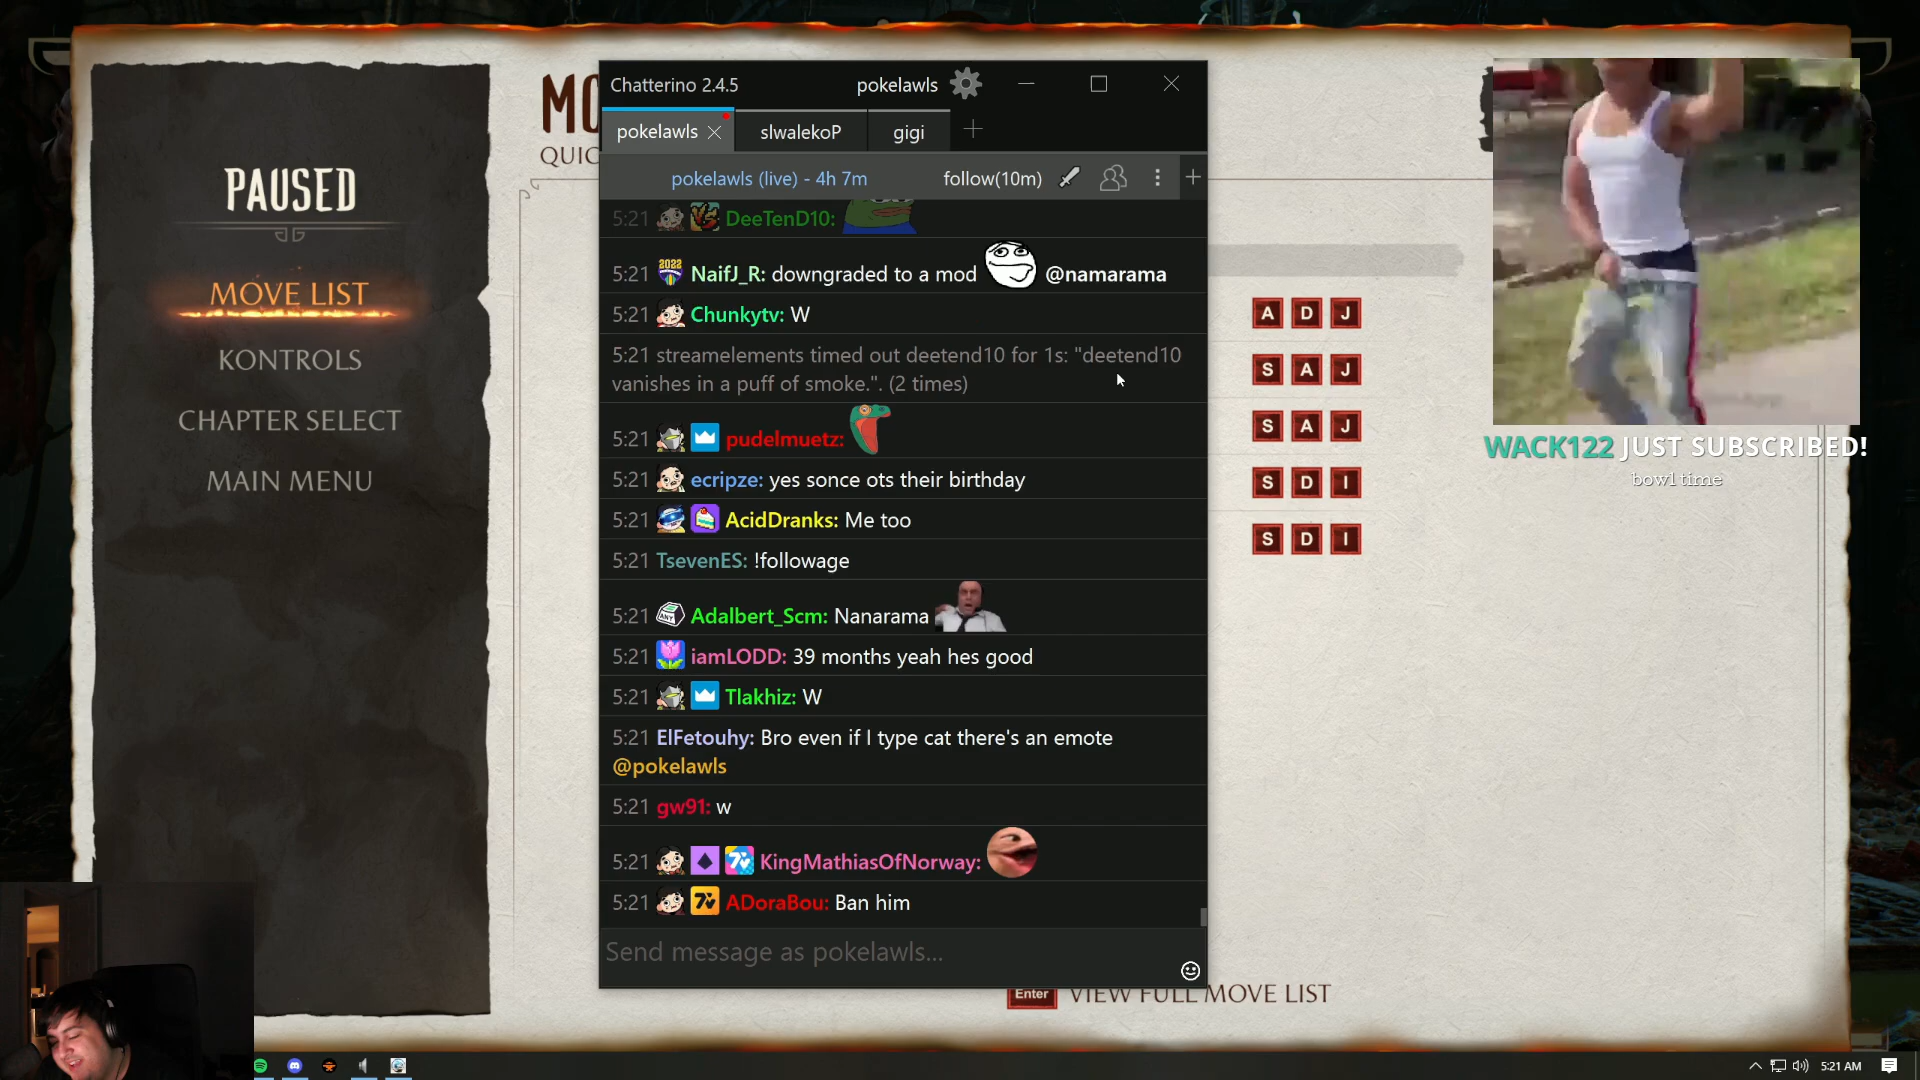 PAUSED
MOVE LIST
KONTROLS
CHAPTER SELECT
MAIN MENU
MO
QUIC
Chatterino 2.4.5
pokelawls
pokelawls
slwalekoP
gigi
pokelawls (live) - 4h 7m
follow(10m)
5:21 DeeTenD10:
5:21 NaifJ_R: downgraded to a mod @namarama
5:21 Chunkytv: W
5:21 streamelements timed out deetend10 for 1s: "deetend10
vanishes in a puff of smoke.". (2 times)
5:21 pudelmuetz:
5:21 ecripze: yes sonce ots their birthday
5:21 AcidDranks: Me too
5:21 TsevenES: !followage
5:21 Adalbert_Scm: Nanarama
5:21 iamLODD: 39 months yeah hes good
5:21 Tlakhiz: W
5:21 ElFetouhy: Bro even if I type cat there's an emote
@pokelawls
5:21 gw91: w
5:21 KingMathiasOfNorway:
5:21 ADoraBou: Ban him
Send message as pokelawls...
A D J
S A J
S A J
S D I
S D I
WACK122 JUST SUBSCRIBED!
bowl time
Enter VIEW FULL MOVE LIST
5:21 AM